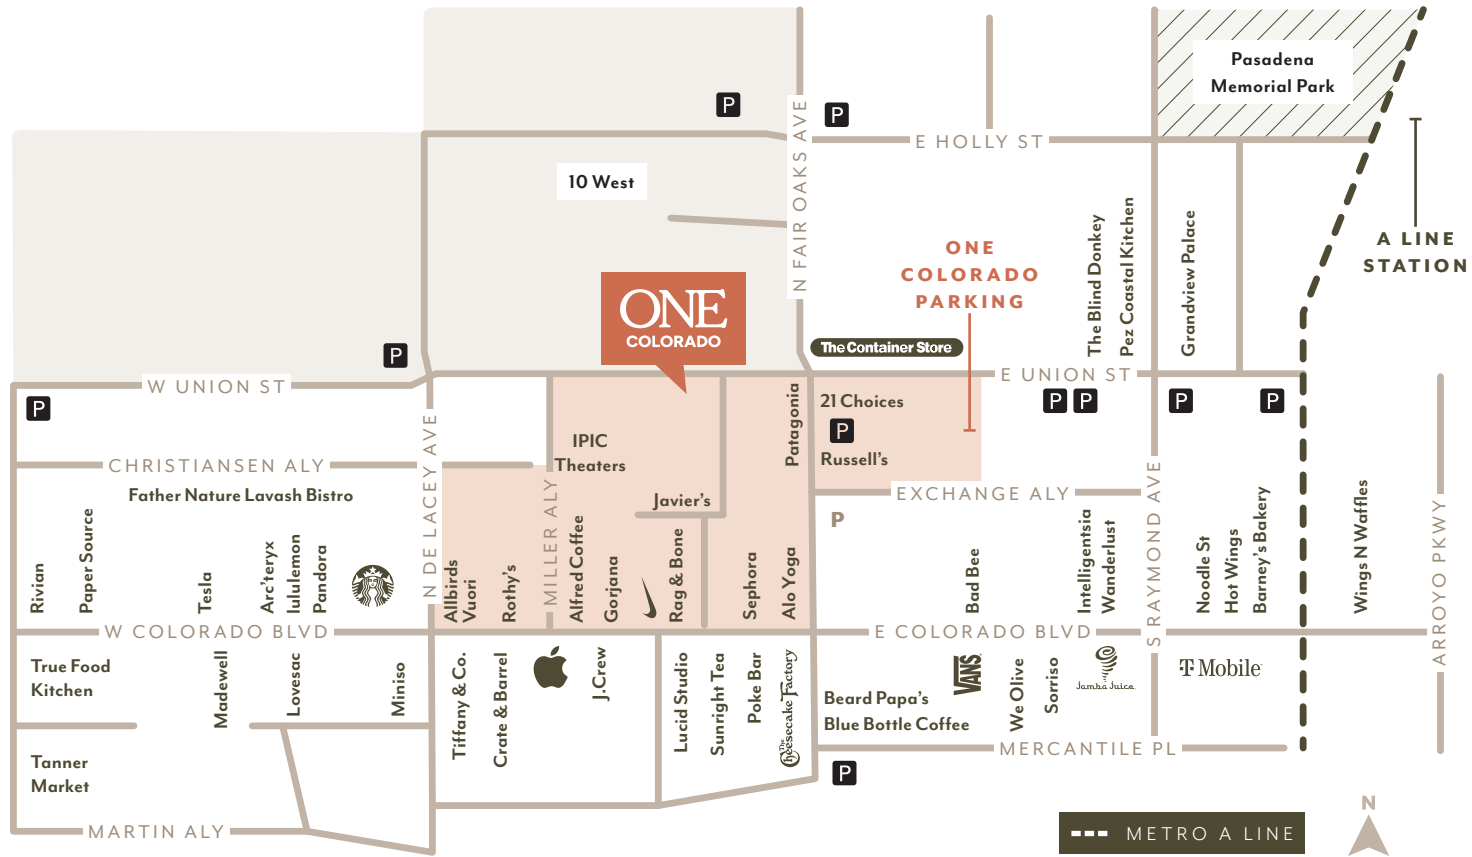 Pasadena
Memorial Park
P
P
E HOLLY ST
N FAIR OAKS AVE
10 West
A LINE
STATION
ONE
COLORADO
PARKING
The Blind Donkey
Pez Coastal Kitchen
Grandview Palace
ONE
COLORADO
The Container Store
P
W UNION ST
E UNION ST
P
P
P
P
P
21 Choices
P
Russell's
Patagonia
N DE LACEY AVE
IPIC
Theaters
CHRISTIANSEN ALY
Father Nature Lavash Bistro
Javier's
EXCHANGE ALY
P
MILLER ALY
S RAYMOND AVE
ARROYO PKWY
Rivian
Paper Source
Tesla
Arc'teryx
lululemon
Pandora
Allbirds
Vuori
Rothy's
Alfred Coffee
Gorjana
Rag & Bone
Sephora
Alo Yoga
Bad Bee
Intelligentsia
Wanderlust
Noodle St
Hot Wings
Barney's Bakery
Wings N Waffles
W COLORADO BLVD
E COLORADO BLVD
True Food
Kitchen
Madewell
Lovesac
Miniso
Tiffany & Co.
Crate & Barrel
J.Crew
Lucid Studio
Sunright Tea
Poke Bar
The Cheesecake Factory
Beard Papa's
Blue Bottle Coffee
VANS
We Olive
Sorriso
Jamba Juice
T Mobile
MERCANTILE PL
Tanner
Market
P
MARTIN ALY
METRO A LINE
N